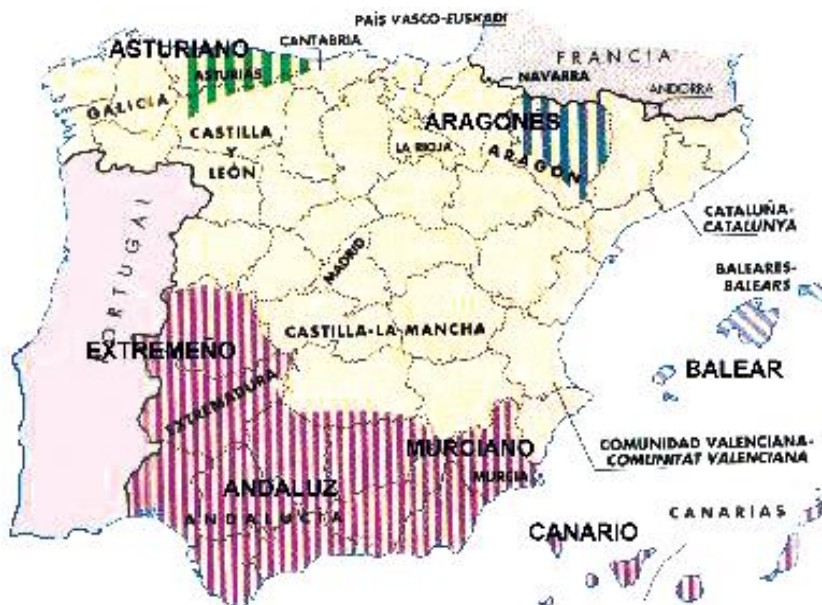 PAÍS VASCO-EUSKADI
ASTURIANO
CANTABRIA
FRANCIA
ASTURIAS
NAVARRA
ANDORRA
GALICIA
ARAGONES
CASTILLA
Y
LEÓN
LA RIOJA
ARAGON
PORTUGAL
CATALUÑA-
CATALUNYA
MADRID
BALEARES-
BALEARS
CASTILLA-LA MANCHA
EXTREMEÑO
BALEAR
EXTREMADURA
MURCIANO
COMUNIDAD VALENCIANA-
COMUNITAT VALENCIANA
MURCIA
ANDALUZ
ANDALUCIA
CANARIAS
CANARIO